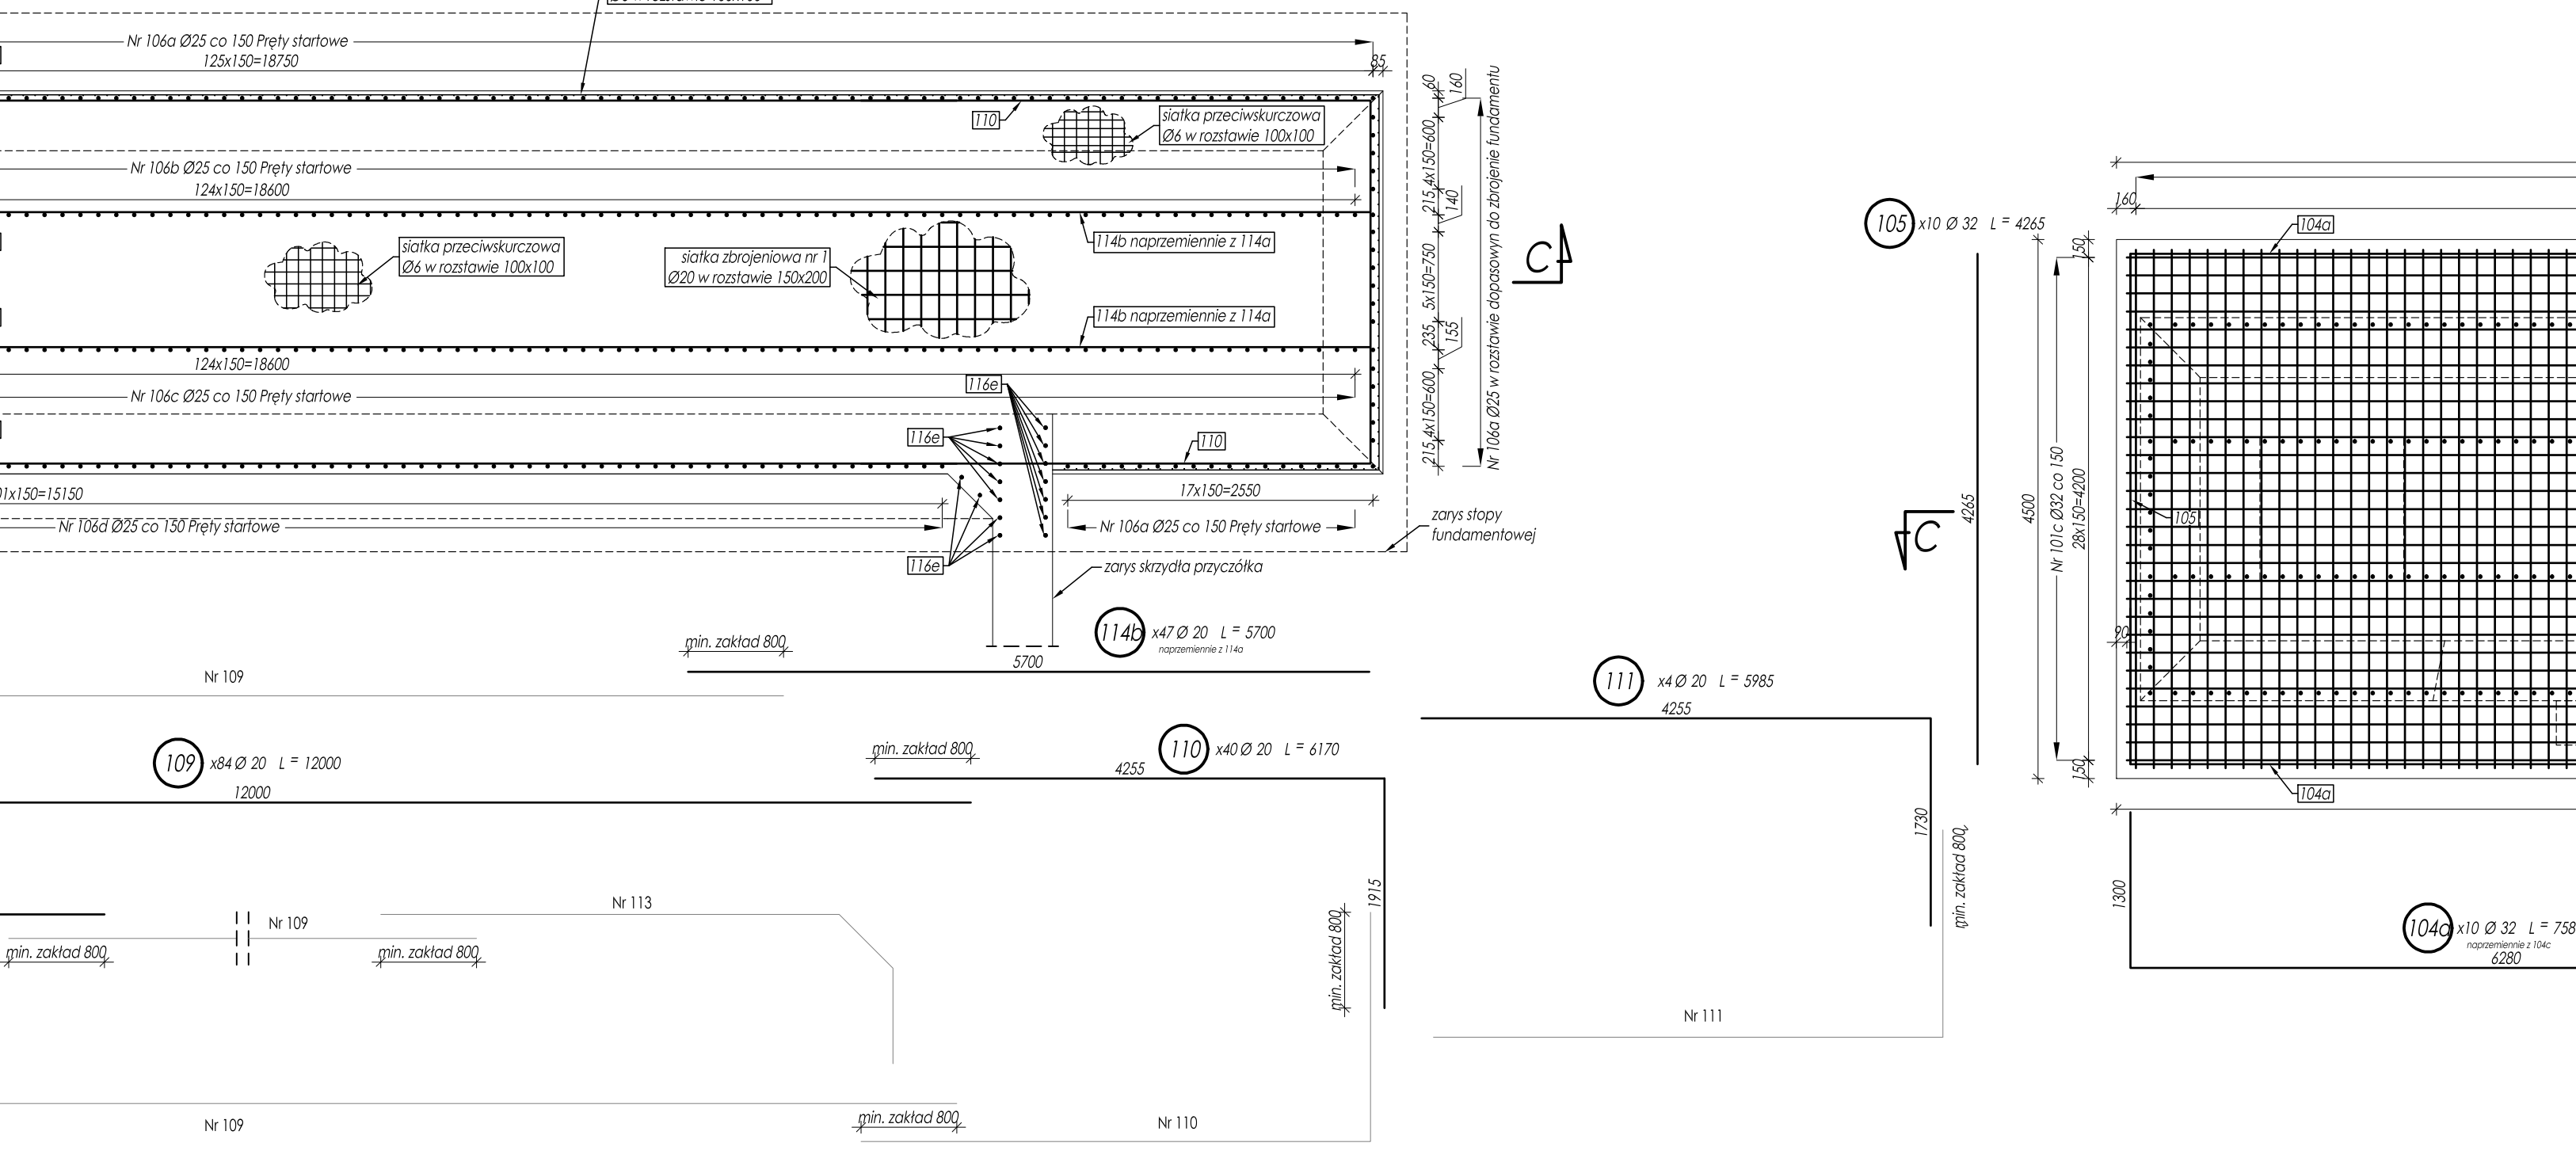 Nr 106a Ø25 co 150 Pręty startowe
125x150=18750
85
110
siatka przeciwskurczowa
Ø6 w rozstawie 100x100
Nr 106b Ø25 co 150 Pręty startowe
124x150=18600
siatka przeciwskurczowa
Ø6 w rozstawie 100x100
siatka zbrojeniowa nr 1
Ø20 w rozstawie 150x200
114b naprzemiennie z 114a
114b naprzemiennie z 114a
124x150=18600
Nr 106c Ø25 co 150 Pręty startowe
116e
116e
110
17x150=2550
Nr 106d Ø25 co 150 Pręty startowe
Nr 106a Ø25 co 150 Pręty startowe
116e
zarys stopy
fundamentowej
zarys skrzydła przyczółka
60
160
4x150=600
215
140
5x150=750
235
155
4x150=600
215
Nr 106a Ø25 w rozstawie dopasowyn do zbrojenie fundamentu
C
C
105 x10 Ø 32 L = 4265
4265
160
104a
150
4500
Nr 101c Ø32 co 150
28x150=4200
105
90
150
104a
1300
104a x10 Ø 32 L = 758
naprzemiennie z 104c
6280
min. zakład 800
114b x47 Ø 20 L = 5700
naprzemiennie z 114a
5700
Nr 109
111 x4 Ø 20 L = 5985
4255
1730
min. zakład 800
Nr 111
109 x84 Ø 20 L = 12000
12000
min. zakład 800
110 x40 Ø 20 L = 6170
4255
1915
min. zakład 800
Nr 113
Nr 109
min. zakład 800
min. zakład 800
Nr 109
min. zakład 800
Nr 110